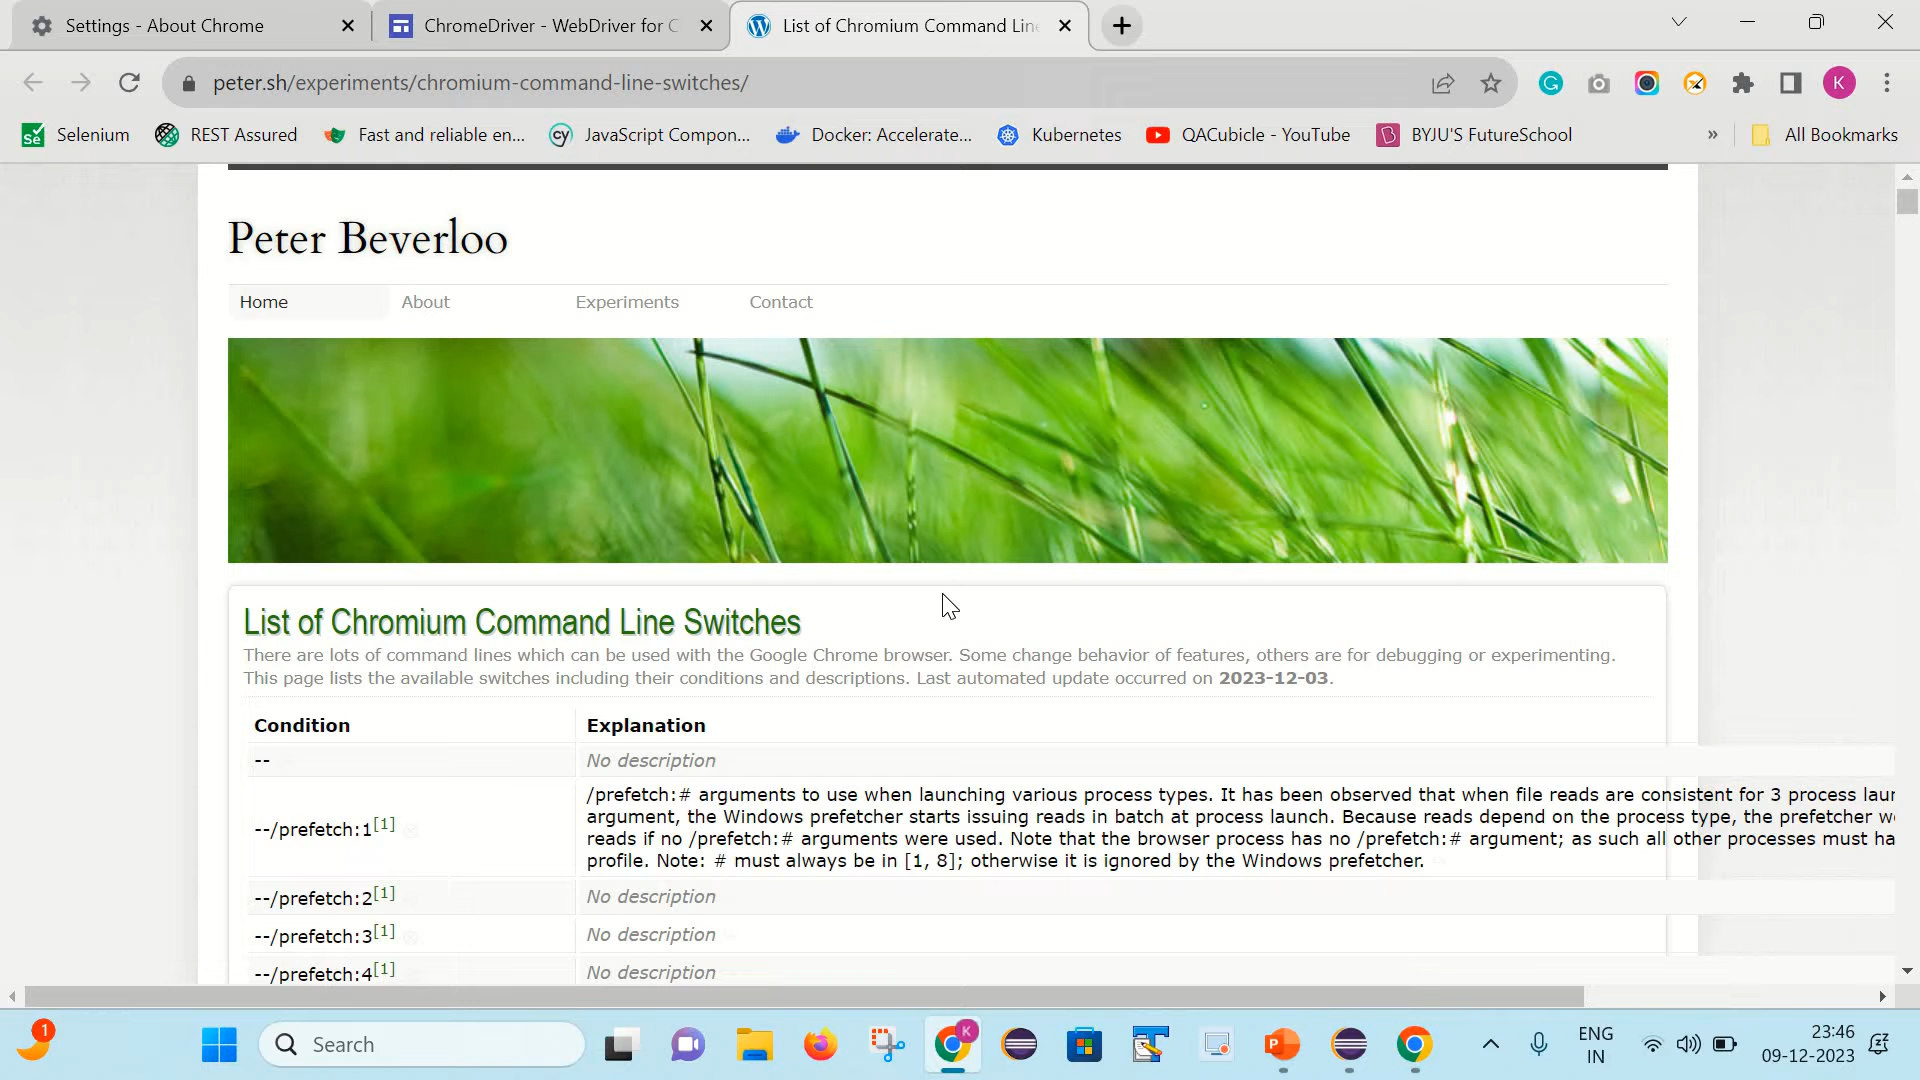 Settings - About Chrome
ChromeDriver - WebDriver for C
List of Chromium Command Line
peter.sh/experiments/chromium-command-line-switches/
K
Selenium
REST Assured
Fast and reliable en...
JavaScript Compon...
Docker: Accelerate...
Kubernetes
QACubicle - YouTube
BYJU'S FutureSchool
»
All Bookmarks
Peter Beverloo
Home
About
Experiments
Contact
List of Chromium Command Line Switches
There are lots of command lines which can be used with the Google Chrome browser. Some change behavior of features, others are for debugging or experimenting.
This page lists the available switches including their conditions and descriptions. Last automated update occurred on 2023-12-03.
Condition Explanation
-- No description
--/prefetch:1[1]
/prefetch:# arguments to use when launching various process types. It has been observed that when file reads are consistent for 3 process laun
argument, the Windows prefetcher starts issuing reads in batch at process launch. Because reads depend on the process type, the prefetcher w
reads if no /prefetch:# arguments were used. Note that the browser process has no /prefetch:# argument; as such all other processes must ha
profile. Note: # must always be in [1, 8]; otherwise it is ignored by the Windows prefetcher.
--/prefetch:2[1] No description
--/prefetch:3[1] No description
--/prefetch:4[1] No description
1
Search
K
ENG
IN
23:46
09-12-2023